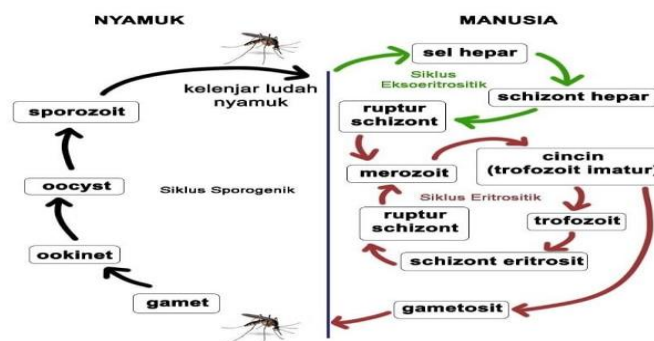 NYAMUK
kelenjar ludah
nyamuk
sporozoit
oocyst
Siklus Sporogenik
ookinet
gamet
MANUSIA
sel hepar
Siklus
Eksoeritrositik
schizont hepar
ruptur
schizont
merozoit
cincin
(trofozoit imatur)
Siklus Eritrositik
ruptur
schizont
trofozoit
schizont eritrosit
gametosit